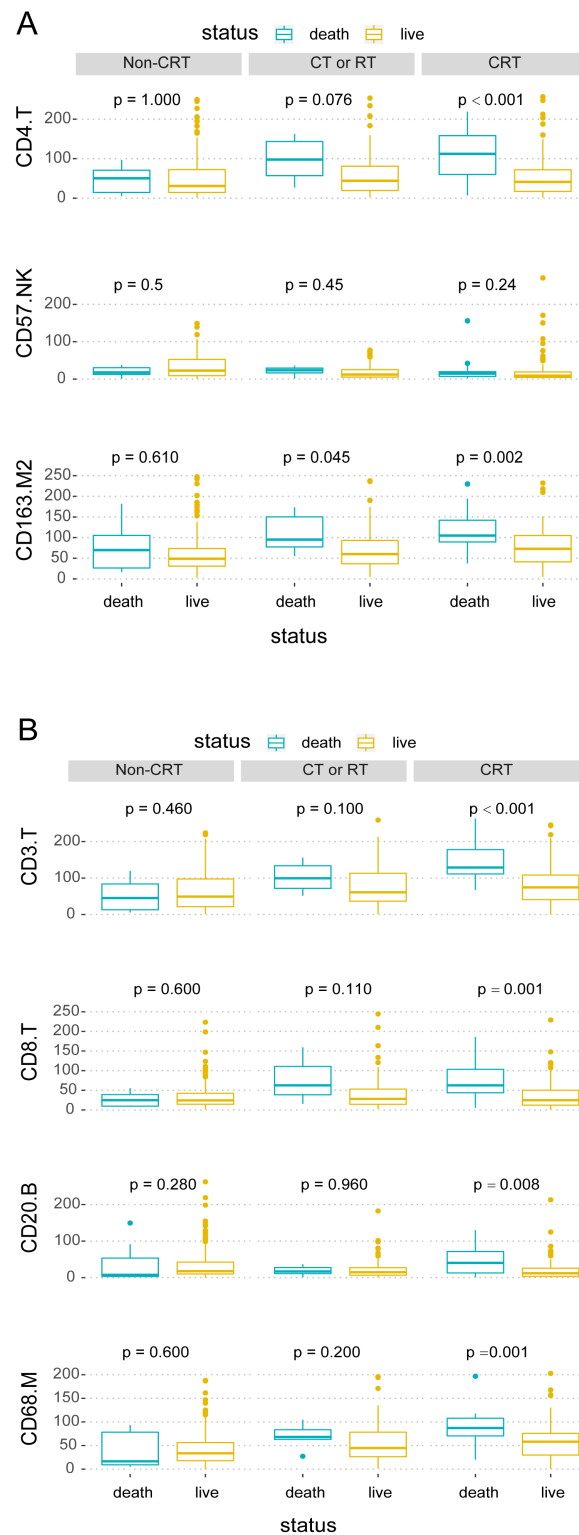 A
status death live
Non-CRT CT or RT CRT
CD4.T
p = 1.000 p = 0.076 p < 0.001
200
100
0
CD57.NK
p = 0.5 p = 0.45 p = 0.24
200
100
0
CD163.M2
p = 0.610 p = 0.045 p = 0.002
250
200
150
100
50
0
death live death live death live
status
B
status death live
Non-CRT CT or RT CRT
CD3.T
p = 0.460 p = 0.100 p < 0.001
200
100
0
CD8.T
p = 0.600 p = 0.110 p = 0.001
250
200
150
100
50
0
CD20.B
p = 0.280 p = 0.960 p = 0.008
200
100
0
CD68.M
p = 0.600 p = 0.200 p =0.001
200
150
100
50
0
death live death live death live
status